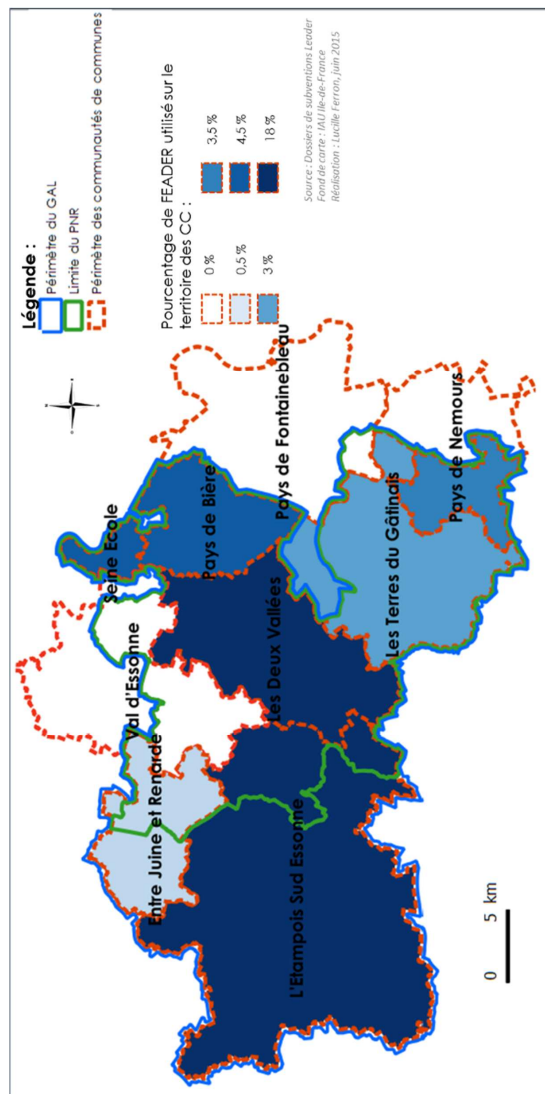 Légende :
Périmètre du GAL
Limite du PNR
Périmètre des communautés de communes
Pourcentage de FEADER utilisé sur le
territoire des CC :
0 %
0,5 %
3 %
3,5 %
4,5 %
18 %
Source : Dossiers de subventions Leader
Fond de carte : IAU Ile-de-France
Réalisation : Lucille Ferron, juin 2015
Seine Ecole
Val d'Essonne
Pays de Bière
Entre Juine et Renarde
Pays de Fontainebleau
Les Deux Vallées
L'Etampois Sud Essonne
Les Terres du Gâtinais
Pays de Nemours
0
5 km